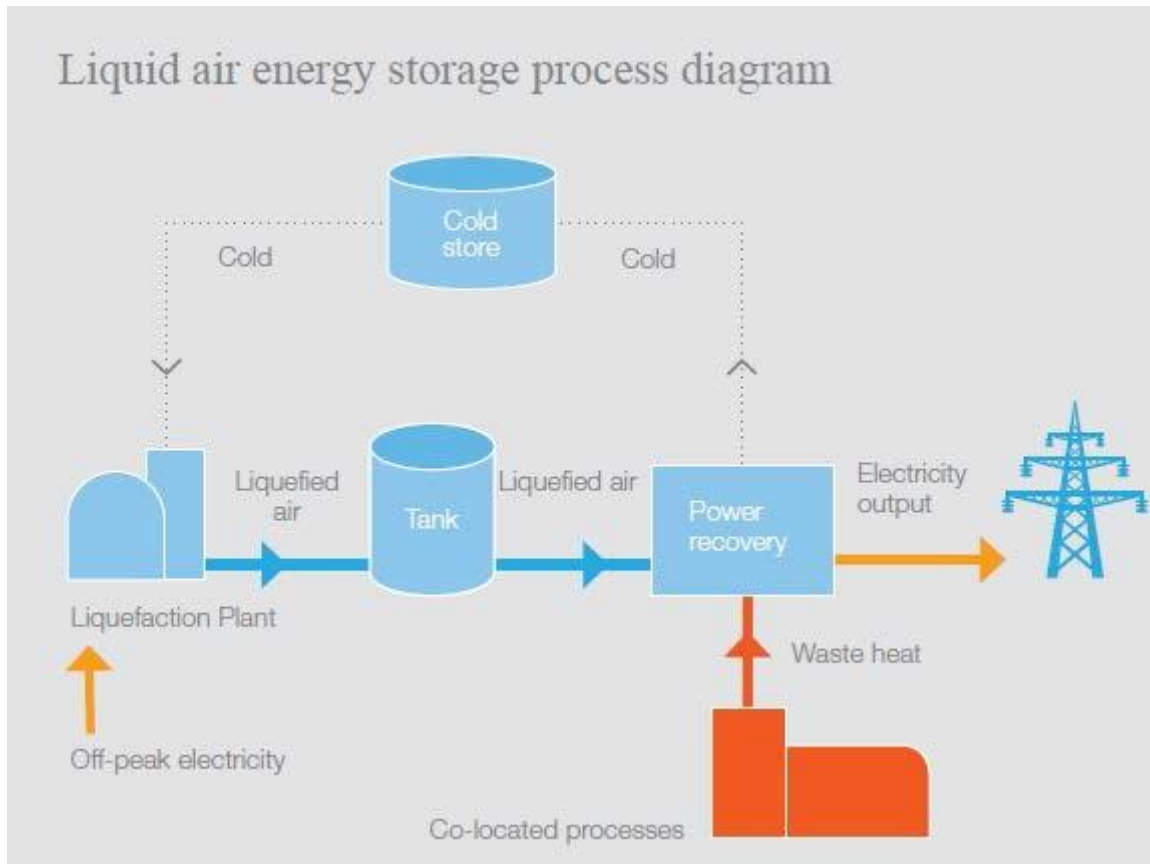 Liquid air energy storage process diagram
Cold
store
Cold
Cold
Liquefied
air
Liquefied air
Electricity
output
Tank
Power
recovery
Liquefaction Plant
Waste heat
Off-peak electricity
Co-located processes